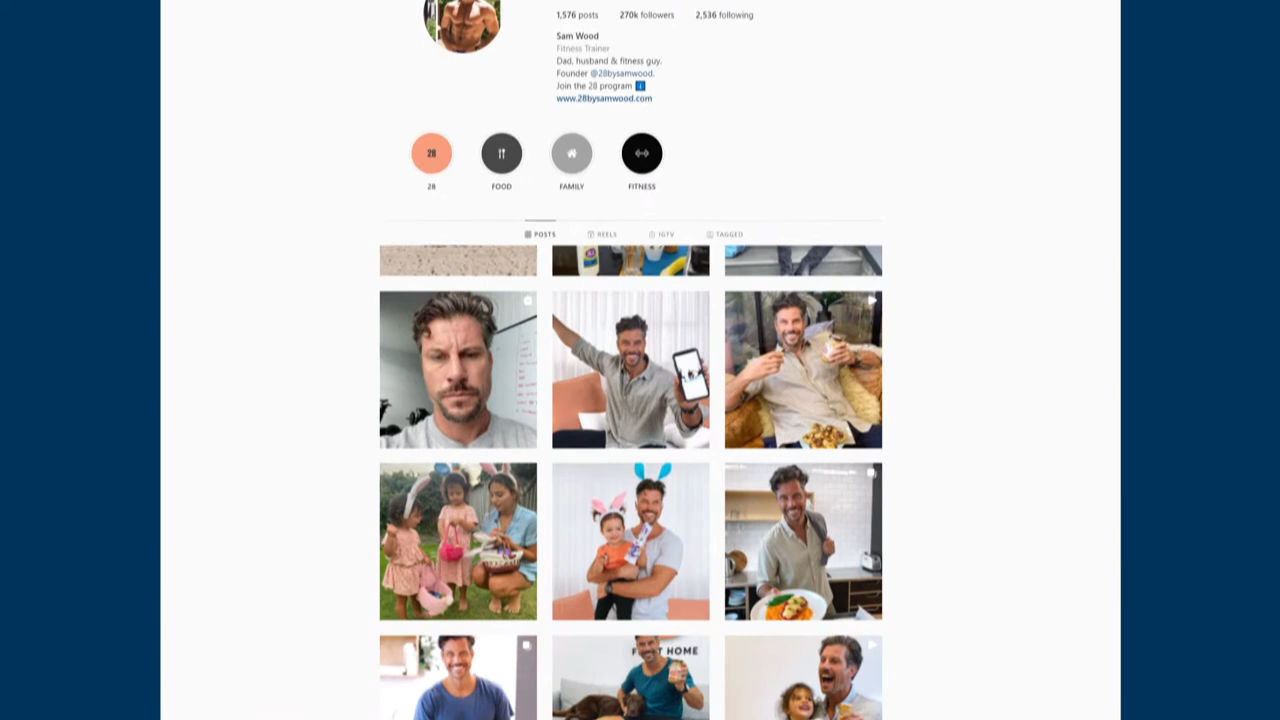 1,576 posts 270k followers 2,536 following
Sam Wood
Fitness Trainer
Dad, husband & fitness guy.
Founder @28bysamwood.
Join the 28 program
www.28bysamwood.com
28
28 FOOD FAMILY FITNESS
POSTS REELS IGTV TAGGED
HOME